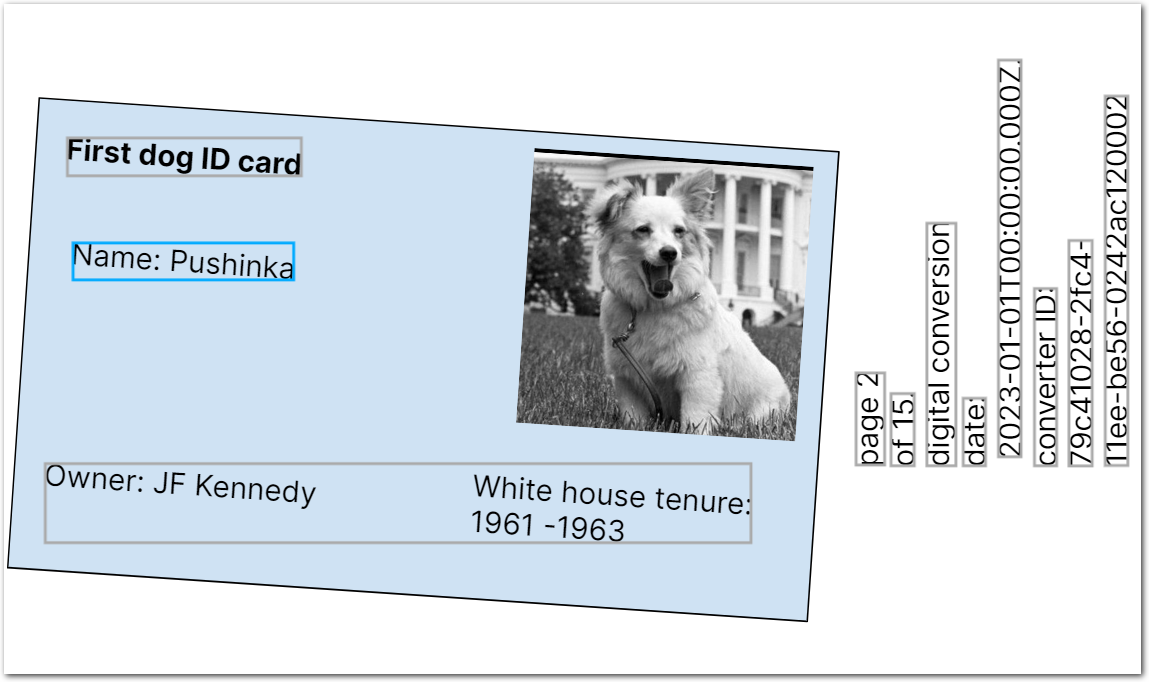 First dog ID card
Name: Pushinka
Owner: JF Kennedy
White house tenure:
1961 -1963
page 2
of 15.
digital conversion
date:
2023-01-01T00:00:00.000Z.
converter ID:
79c41028-2fc4-
11ee-be56-0242ac120002